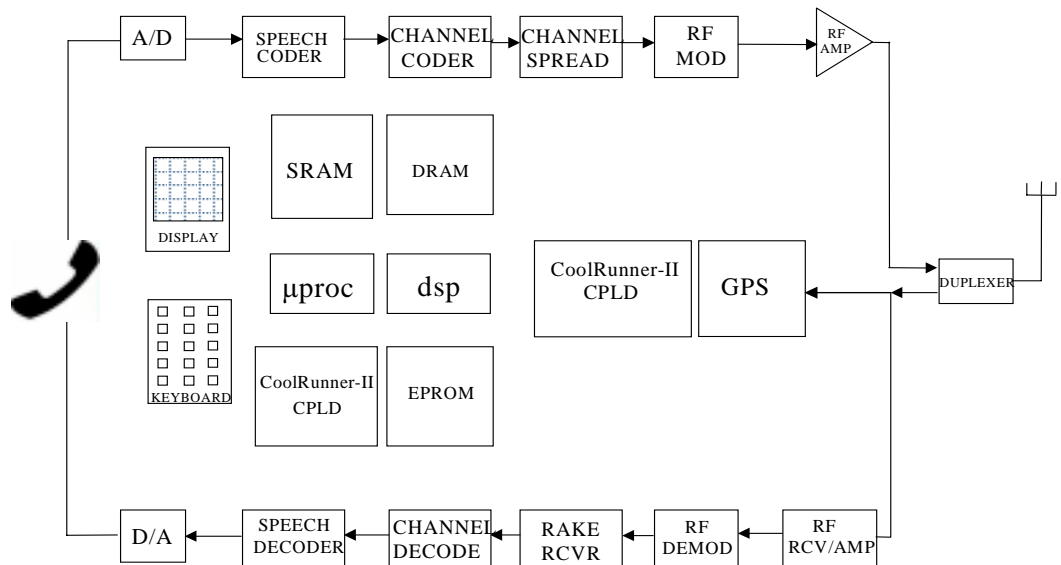 A/D
SPEECH
CODER
CHANNEL
CODER
CHANNEL
SPREAD
RF
MOD
RF
AMP
SRAM
DRAM
DISPLAY
CoolRunner-II
CPLD
GPS
DUPLEXER
μproc
dsp
KEYBOARD
CoolRunner-II
CPLD
EPROM
D/A
SPEECH
DECODER
CHANNEL
DECODE
RAKE
RCVR
RF
DEMOD
RF
RCV/AMP